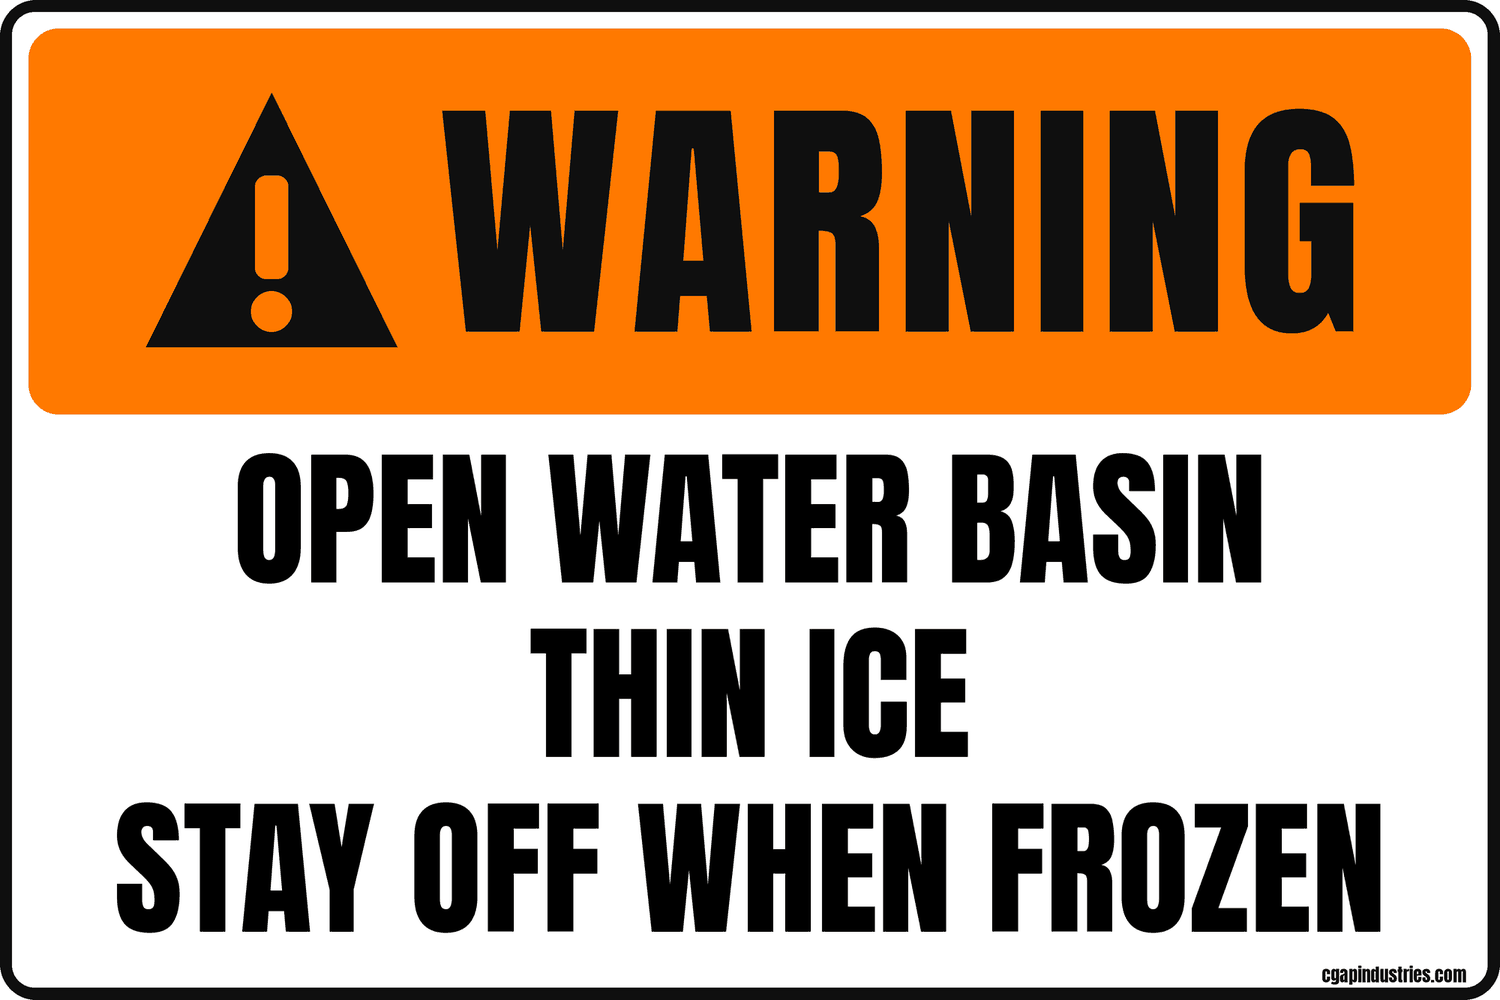 WARNING
OPEN WATER BASIN
THIN ICE
STAY OFF WHEN FROZEN
cgapindustries.com